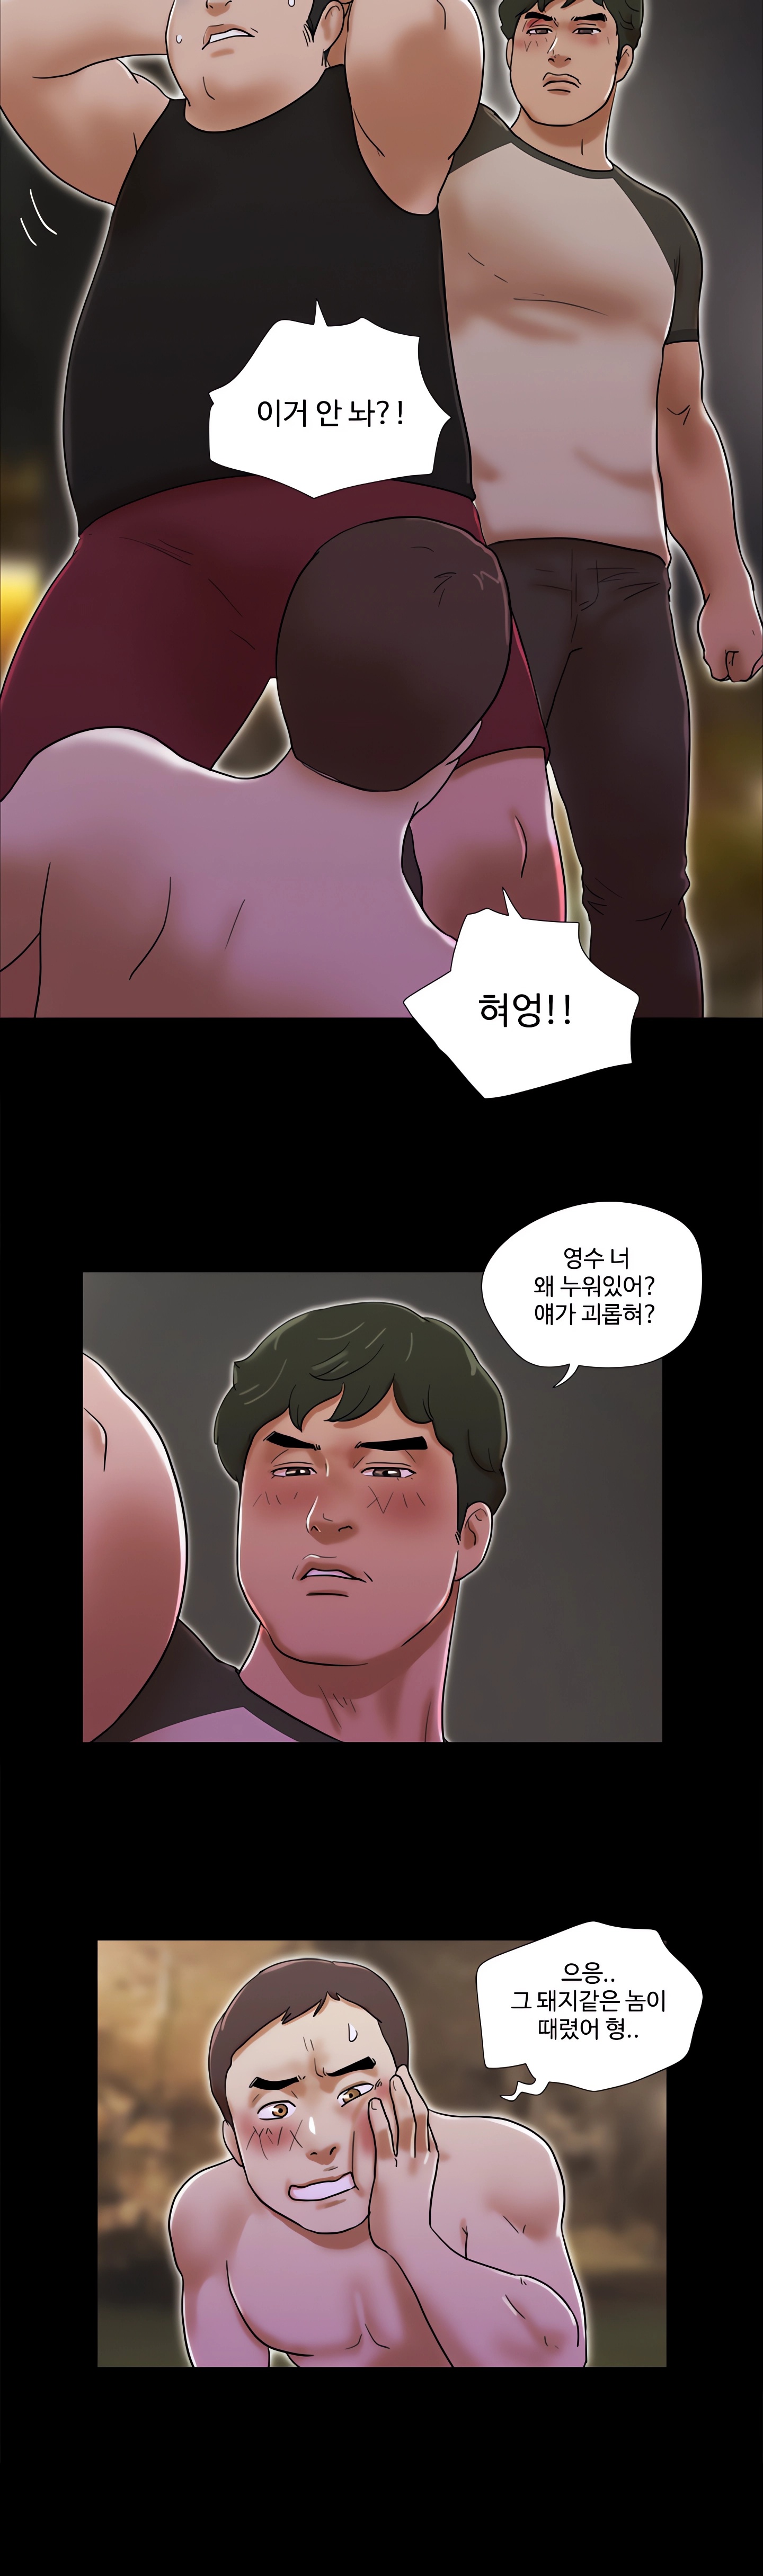 이거 안 놔?!
혀엉!!
영수 너
왜 누워있어?
얘가 괴롭혀?
으응..
그 돼지같은 놈이
때렸어 형..